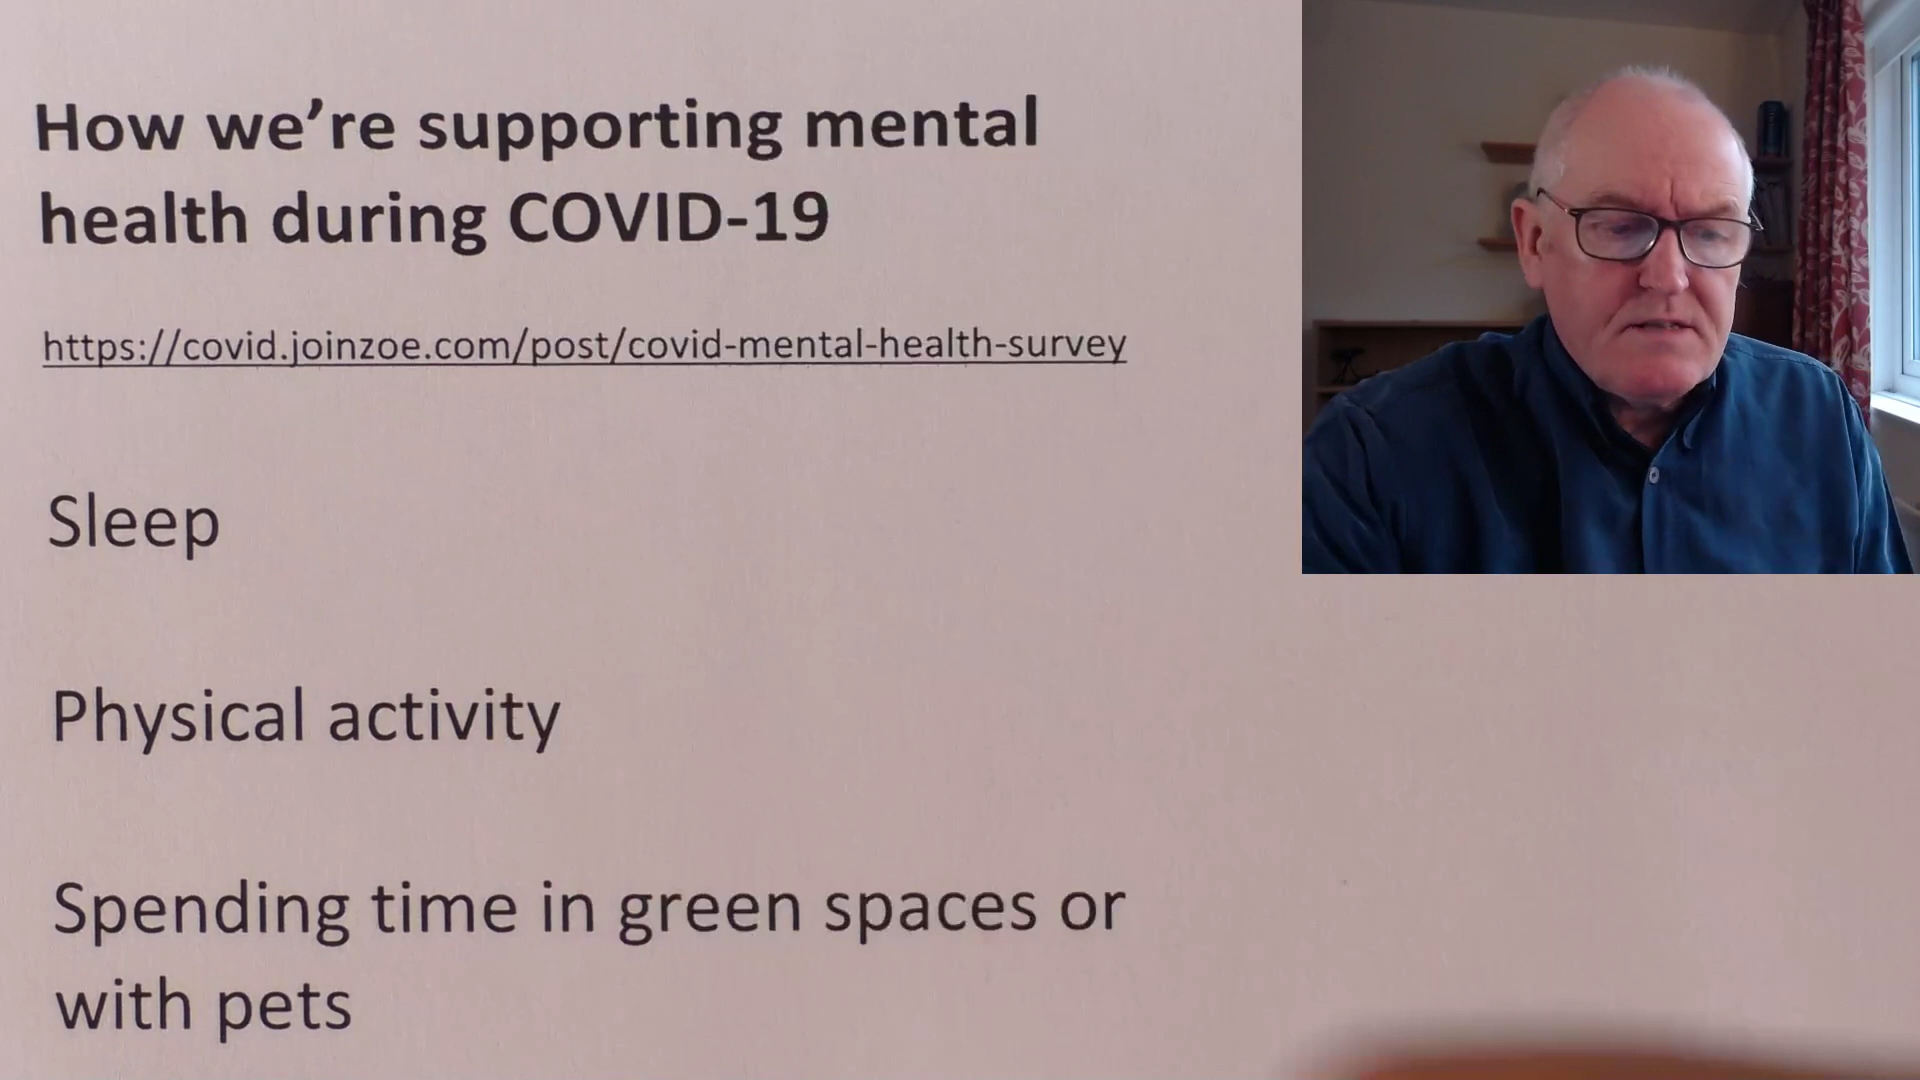 How we’re supporting mental
health during COVID-19
https://covid.joinzoe.com/post/covid-mental-health-survey
Sleep
Physical activity
Spending time in green spaces or
with pets